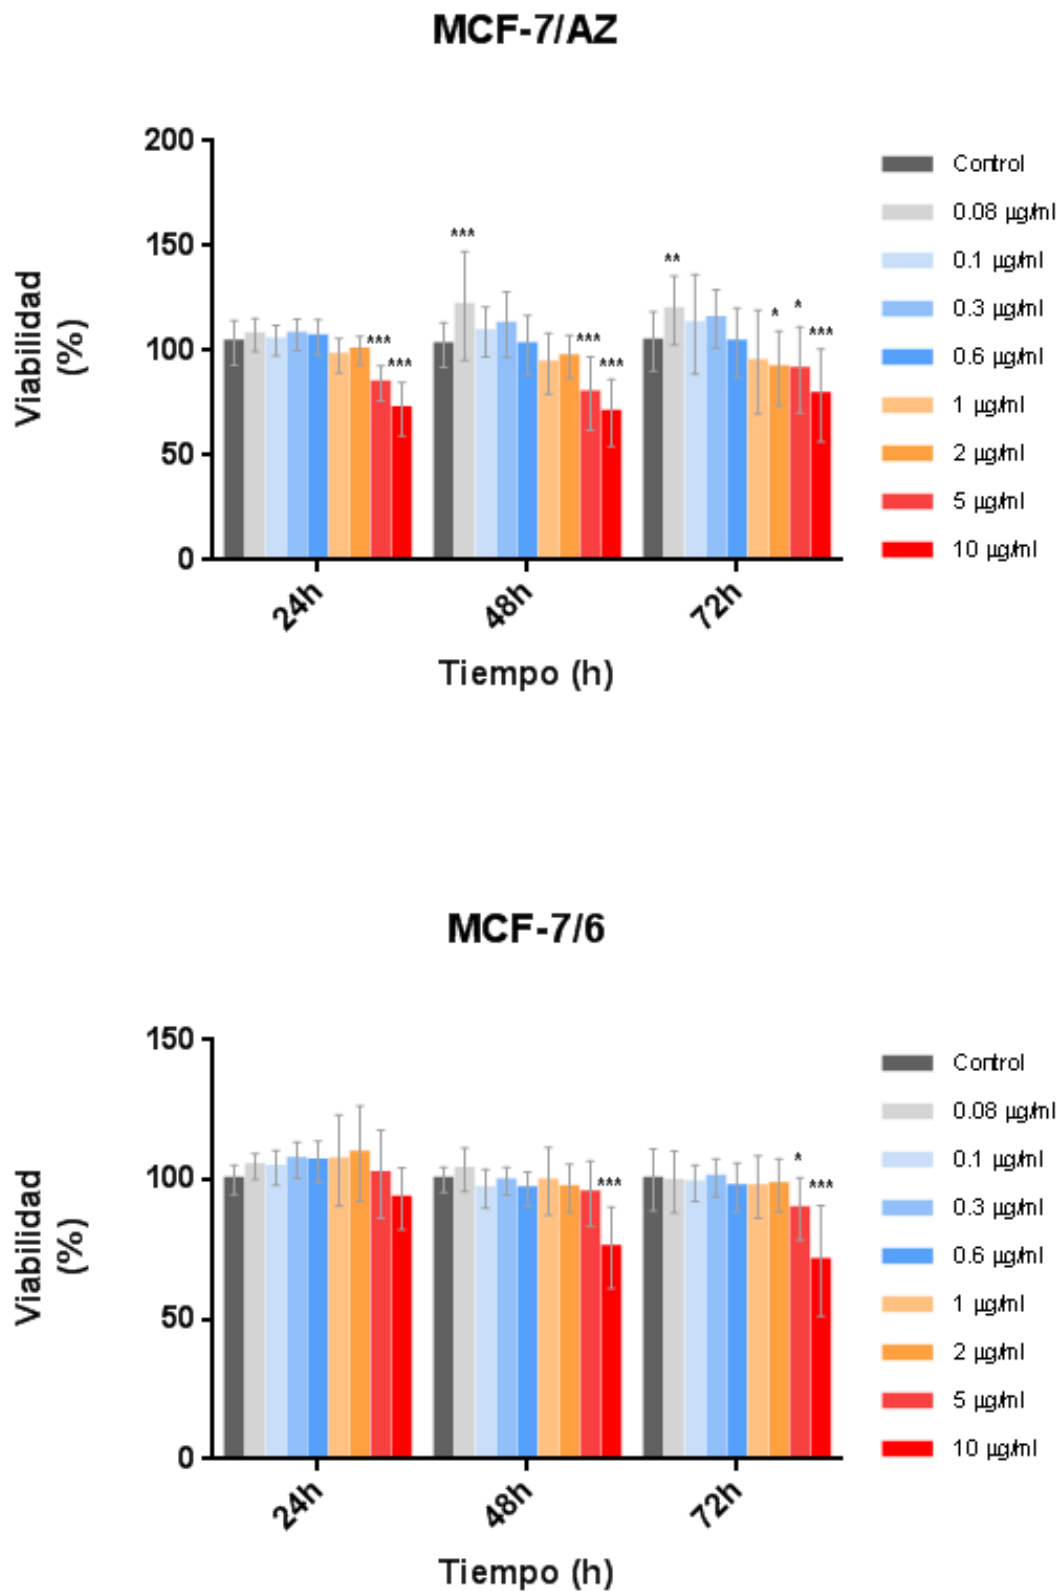 MCF-7/AZ
200
150
100
50
0
Viabilidad
(%)
***
***
***
***
***
**
*
*
***
24h
48h
72h
Tiempo (h)
Control
0.08 µg/ml
0.1 µg/ml
0.3 µg/ml
0.6 µg/ml
1 µg/ml
2 µg/ml
5 µg/ml
10 µg/ml
MCF-7/6
150
100
50
0
Viabilidad
(%)
***
*
***
24h
48h
72h
Tiempo (h)
Control
0.08 µg/ml
0.1 µg/ml
0.3 µg/ml
0.6 µg/ml
1 µg/ml
2 µg/ml
5 µg/ml
10 µg/ml